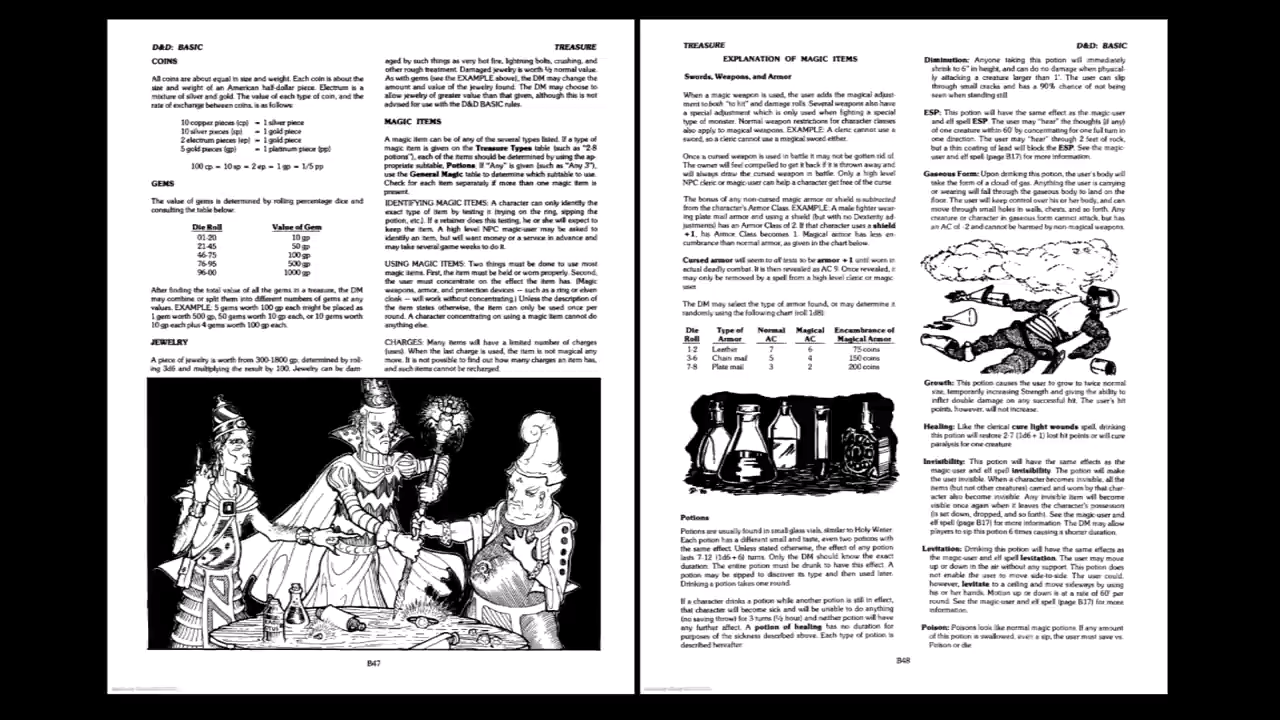 D&D: BASIC
TREASURE
COINS
All coins are about equal in size and weight. Each coin is about the
size and weight of an American half-dollar piece. Electrum is a
mixture of silver and gold. The value of each type of coin, and the
rate of exchange between coins, is as follows:
10 copper pieces (cp) = 1 silver piece
10 silver pieces (sp) = 1 gold piece
2 electrum pieces (ep) = 1 gold piece
5 gold pieces (gp) = 1 platinum piece (pp)
100 cp = 10 sp = 2 ep = 1 gp = 1/5 pp
GEMS
The value of gems is determined by rolling percentage dice and
consulting the table below:
Die Roll Value of Gem
01-20 10 gp
21-45 50 gp
46-75 100 gp
76-95 500 gp
96-00 1000 gp
After finding the total value of all the gems in a treasure, the DM
may combine or split them into different numbers of gems at any
values. EXAMPLE: 5 gems worth 100 gp each might be placed as
1 gem worth 500 gp, 50 gems worth 10 gp each, or 10 gems worth
10 gp each plus 4 gems worth 100 gp each.
JEWELRY
A piece of jewelry is worth from 300-1800 gp, determined by roll-
ing 3d6 and multiplying the result by 100. Jewelry can be dam-
aged by such things as very hot fire, lightning bolts, crushing, and
other rough treatment. Damaged jewelry is worth ½ normal value.
As with gems (see the EXAMPLE above), the DM may change the
amount and value of the jewelry found. The DM may choose to
allow jewelry of greater value than that given, although this is not
advised for use with the D&D BASIC rules.
MAGIC ITEMS
A magic item can be of any of the several types listed. If a type of
magic item is given on the Treasure Types table (such as "2-8
potions"), each of the items should be determined by using the ap-
propriate subtable, Potions. If "Any" is given (such as "Any 3"),
use the General Magic table to determine which subtable to use.
Check for each item separately if more than one magic item is
present.
IDENTIFYING MAGIC ITEMS: A character can only identify the
exact type of item by testing it (trying on the ring, sipping the
potion, etc.). If a retainer does this testing, he or she will expect to
keep the item. A high level NPC magic-user may be asked to
identify an item, but will want money or a service in advance and
may take several game weeks to do it.
USING MAGIC ITEMS: Two things must be done to use most
magic items. First, the item must be held or worn properly. Second,
the user must concentrate on the effect the item has. (Magic
weapons, armor, and protection devices — such as a ring or elven
cloak — will work without concentrating.) Unless the description of
the item states otherwise, the item can only be used once per
round. A character concentrating on using a magic item cannot do
anything else.
CHARGES: Many items will have a limited number of charges
(uses). When the last charge is used, the item is not magical any
more. It is not possible to find out how many charges an item has,
and such items cannot be recharged.
B47
TREASURE
D&D: BASIC
EXPLANATION OF MAGIC ITEMS
Swords, Weapons, and Armor
When a magic weapon is used, the user adds the magical adjust-
ment to both "to hit" and damage rolls. Several weapons also have
a special adjustment which is only used when fighting a special
type of monster. Normal weapon restrictions for character classes
also apply to magical weapons. EXAMPLE: A cleric cannot use a
sword, so a cleric cannot use a magical sword either.
Once a cursed weapon is used in battle it may not be gotten rid of.
The owner will feel compelled to get it back if it is thrown away and
will always draw the cursed weapon in battle. Only a high level
NPC cleric or magic-user can help a character get free of the curse.
The bonus of any non-cursed magic armor or shield is subtracted
from the character's Armor Class. EXAMPLE: A male fighter wear-
ing plate mail armor and using a shield (but with no Dexterity ad-
justments) has an Armor Class of 2. If that character uses a shield
+1, his Armor Class becomes 1. Magical armor has less en-
cumbrance than normal armor, as given in the chart below.
Cursed armor will seem to all tests to be armor +1 until worn in
actual deadly combat. It is then revealed as AC 9. Once revealed, it
may only be removed by a spell from a high level cleric or magic-
user.
The DM may select the type of armor found, or may determine it
randomly using the following chart (roll 1d8):
Die Roll Type of Armor Normal AC Magical AC Encumbrance of Magical Armor
1-2 Leather 7 6 75 coins
3-6 Chain mail 5 4 150 coins
7-8 Plate mail 3 2 200 coins
Potions
Potions are usually found in small glass vials, similar to Holy Water.
Each potion has a different small and taste, even two potions with
the same effect. Unless stated otherwise, the effect of any potion
lasts 7-12 (1d6+6) turns. Only the DM should know the exact
duration. The entire potion must be drunk to have this effect. A
potion may be sipped to discover its type and then used later.
Drinking a potion takes one round.
If a character drinks a potion while another potion is still in effect,
that character will become sick and will be unable to do anything
(no saving throw) for 3 turns (½ hour) and neither potion will have
any further effect. A potion of healing has no duration for
purposes of the sickness described above. Each type of potion is
described hereafter.
Diminution: Anyone taking this potion will immediately
shrink to 6" in height, and can do no damage when physical-
ly attacking a creature larger than 1'. The user can slip
through small cracks and has a 90% chance of not being
seen when standing still.
ESP: This potion will have the same effect as the magic-user
and elf spell ESP. The user may "hear" the thoughts (if any)
of one creature within 60' by concentrating for one full turn in
one direction. The user may "hear" through 2 feet of rock,
but a thin coating of lead will block the ESP. See the magic-
user and elf spell (page B17) for more information.
Gaseous Form: Upon drinking this potion, the user's body will
take the form of a cloud of gas. Anything the user is carrying
or wearing will fall through the gaseous body to land on the
floor. The user will keep control over his or her body, and can
move through small holes in walls, chests, and so forth. Any
creature or character in gaseous form cannot attack, but has
an AC of -2 and cannot be harmed by non-magical weapons.
Growth: This potion causes the user to grow to twice normal
size, temporarily increasing Strength and giving the ability to
inflict double damage on any successful hit. The user's hit
points, however, will not increase.
Healing: Like the clerical cure light wounds spell, drinking
this potion will restore 2-7 (1d6+1) lost hit points or will cure
paralysis for one creature.
Invisibility: This potion will have the same effects as the
magic-user and elf spell invisibility. The potion will make
the user invisible. When a character becomes invisible, all the
items (but not other creatures) carried and worn by that char-
acter also become invisible. Any invisible item will become
visible once again when it leaves the character's possession
(is set down, dropped, and so forth). See the magic-user and
elf spell (page B17) for more information. The DM may allow
players to sip this potion 6 times causing a shorter duration.
Levitation: Drinking this potion will have the same effects as
the magic-user and elf spell levitation. The user may move
up or down in the air without any support. This potion does
not enable the user to move side-to-side. The user could,
however, levitate to a ceiling and move sideways by using
his or her hands. Motion up or down is at a rate of 60' per
round. See the magic-user and elf spell (page B17) for more
information.
Poison: Poisons look like normal magic potions. If any amount
of this potion is swallowed, even a sip, the user must save vs.
Poison or die.
B48